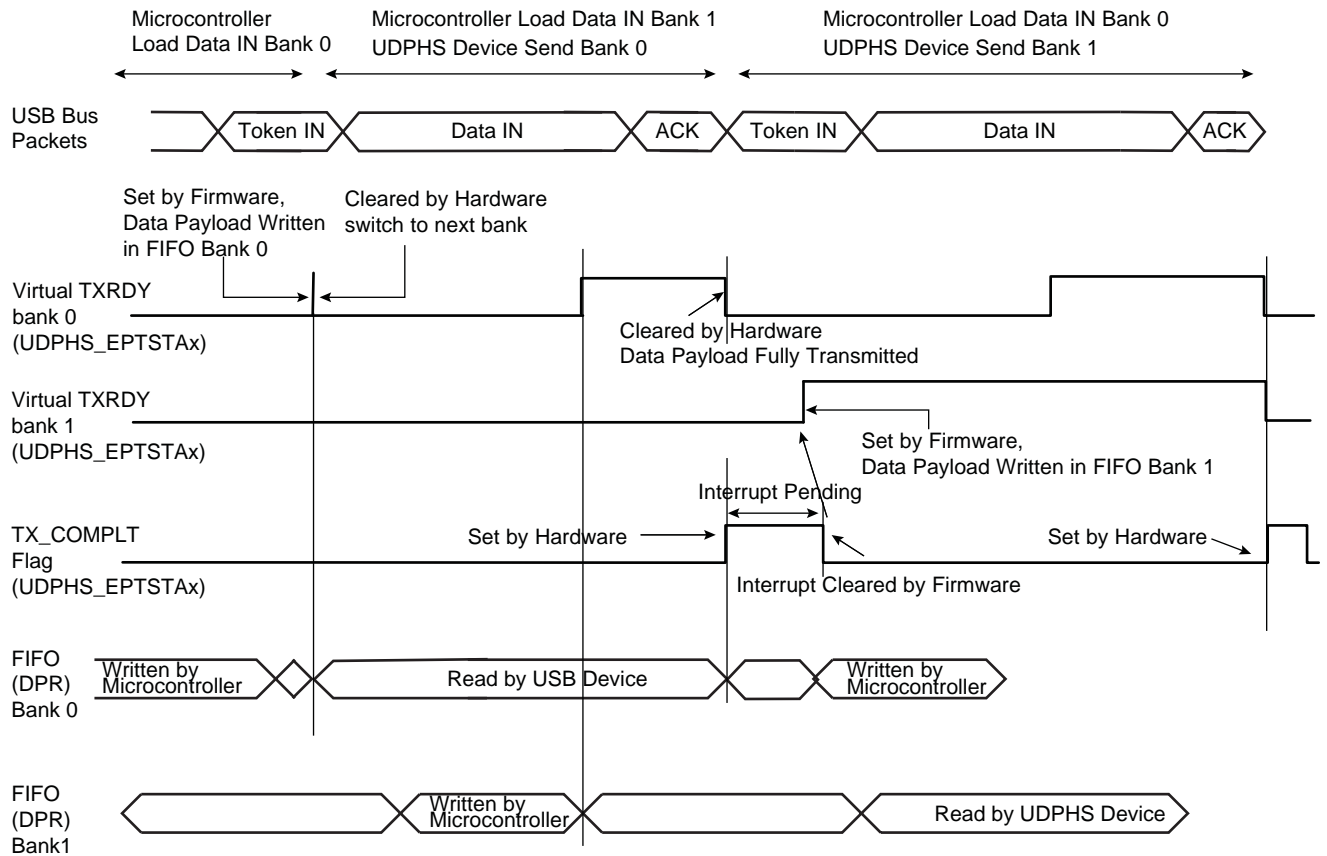 Microcontroller
Load Data IN Bank 0
Microcontroller Load Data IN Bank 1
UDPHS Device Send Bank 0
Microcontroller Load Data IN Bank 0
UDPHS Device Send Bank 1
USB Bus
Packets
Token IN
Data IN
ACK
Token IN
Data IN
ACK
Set by Firmware,
Data Payload Written
in FIFO Bank 0
Cleared by Hardware
switch to next bank
Virtual TXRDY
bank 0
(UDPHS_EPTSTAx)
Cleared by Hardware
Data Payload Fully Transmitted
Virtual TXRDY
bank 1
(UDPHS_EPTSTAx)
Set by Firmware,
Data Payload Written in FIFO Bank 1
Interrupt Pending
TX_COMPLT
Flag
(UDPHS_EPTSTAx)
Set by Hardware
Set by Hardware
Interrupt Cleared by Firmware
FIFO
(DPR)
Bank 0
Written by
Microcontroller
Read by USB Device
Written by
Microcontroller
FIFO
(DPR)
Bank1
Written by
Microcontroller
Read by UDPHS Device